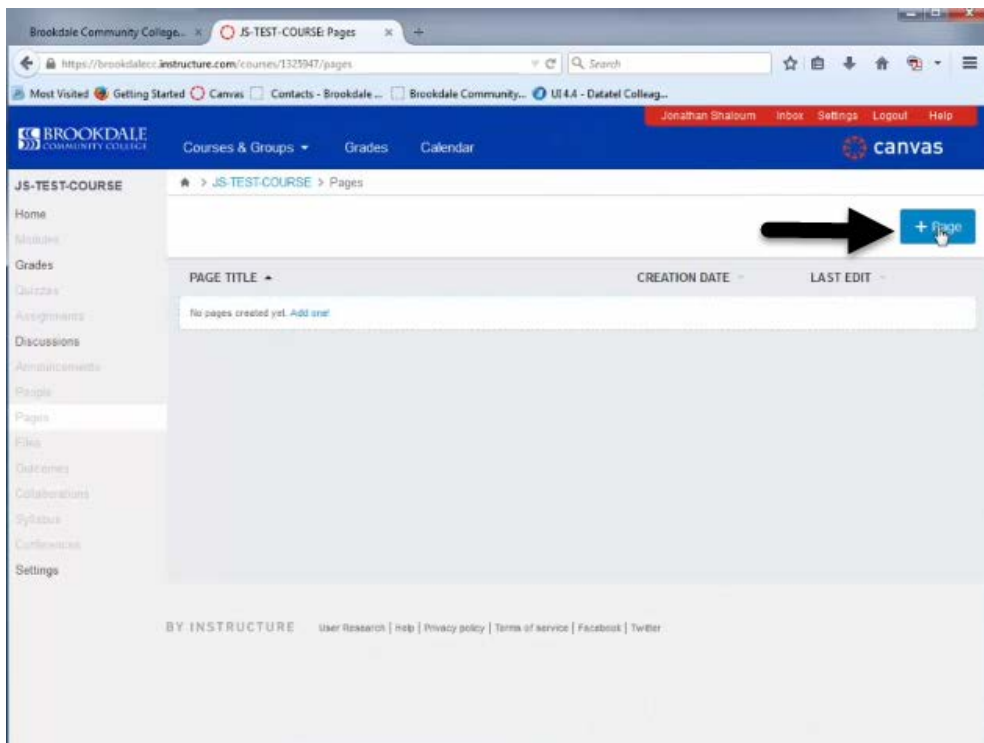 Brookdale Community College... × JS-TEST-COURSE: Pages × +
https://brookdalecc.instructure.com/courses/1325947/pages Search
Most Visited Getting Started Canvas Contacts - Brookdale ... Brookdale Community... UI 4.4 - Datatel Colleag...
Jonathan Shaloum Inbox Settings Logout Help
BROOKDALE
COMMUNITY COLLEGE
Courses & Groups Grades Calendar
canvas
JS-TEST-COURSE
> JS-TEST-COURSE > Pages
Home
Modules
+ Page
Grades
Quizzes
Assignments
Discussions
Announcements
People
Pages
Files
Outcomes
Collaborations
Syllabus
Conferences
Settings
PAGE TITLE CREATION DATE LAST EDIT
No pages created yet. Add one!
BY INSTRUCTURE User Research | Help | Privacy policy | Terms of service | Facebook | Twitter